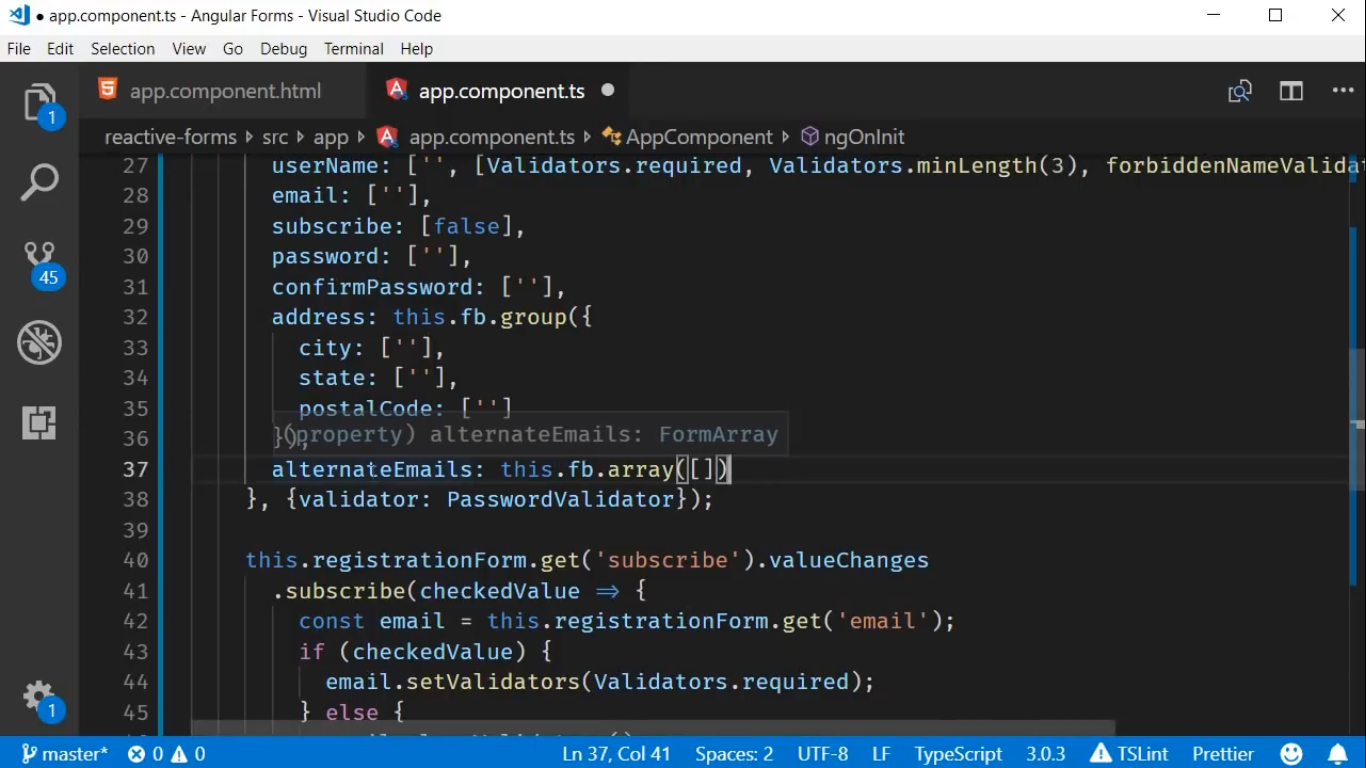 app.component.ts - Angular Forms - Visual Studio Code
File Edit Selection View Go Debug Terminal Help
app.component.html app.component.ts
reactive-forms src app app.component.ts AppComponent ngOnInit
27 userName: ['', [Validators.required, Validators.minLength(3), forbiddenNameValida
28 email: [''],
29 subscribe: [false],
30 password: [''],
31 confirmPassword: [''],
32 address: this.fb.group({
33 city: [''],
34 state: [''],
35 postalCode: ['']
36 }),
(property) alternateEmails: FormArray
37 alternateEmails: this.fb.array([])
38 }, {validator: PasswordValidator});
39
40 this.registrationForm.get('subscribe').valueChanges
41 .subscribe(checkedValue => {
42 const email = this.registrationForm.get('email');
43 if (checkedValue) {
44 email.setValidators(Validators.required);
45 } else {
1
45
1
master* 0 0 Ln 37, Col 41 Spaces: 2 UTF-8 LF TypeScript 3.0.3 TSLint Prettier